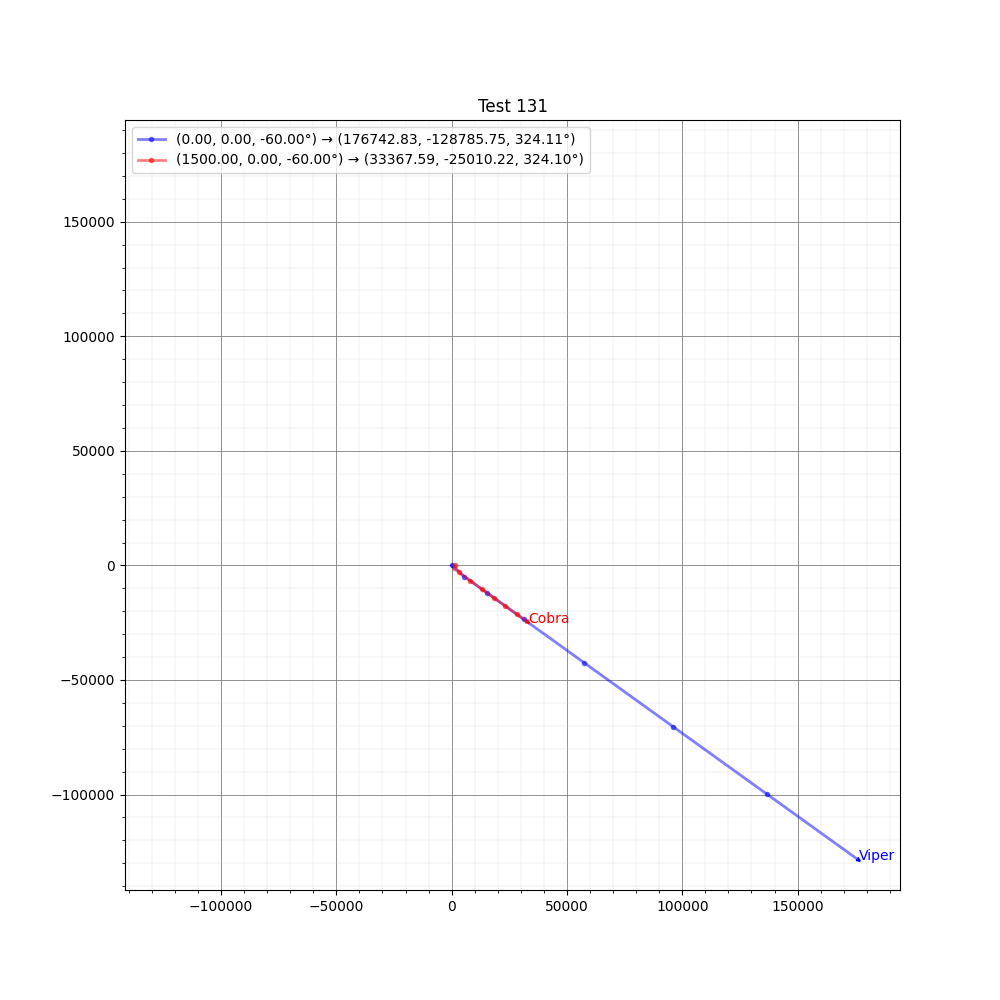 Test 131
(0.00, 0.00, -60.00°) → (176742.83, -128785.75, 324.11°)
(1500.00, 0.00, -60.00°) → (33367.59, -25010.22, 324.10°)
150000
100000
50000
0
Cobra
−50000
−100000
Viper
−100000 −50000 0 50000 100000 150000